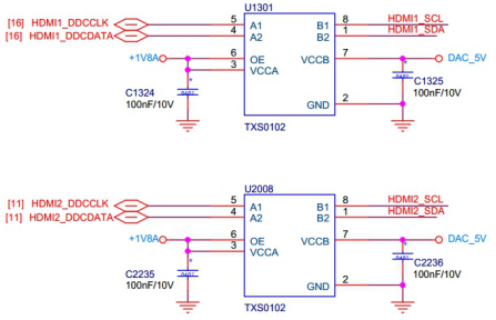 U1301
[16] HDMI1_DDCCLK 5 A1 B1 8 HDMI1_SCL
[16] HDMI1_DDCDATA 4 A2 B2 1 HDMI1_SDA
+1V8A 6 OE VCCB 7 DAC_5V
3 VCCA
C1324
100nF/10V
C1325
100nF/10V
GND 2
TXS0102
U2008
[11] HDMI2_DDCCLK 5 A1 B1 8 HDMI2_SCL
[11] HDMI2_DDCDATA 4 A2 B2 1 HDMI2_SDA
+1V8A 6 OE VCCB 7 DAC_5V
3 VCCA
C2235
100nF/10V
C2236
100nF/10V
GND 2
TXS0102